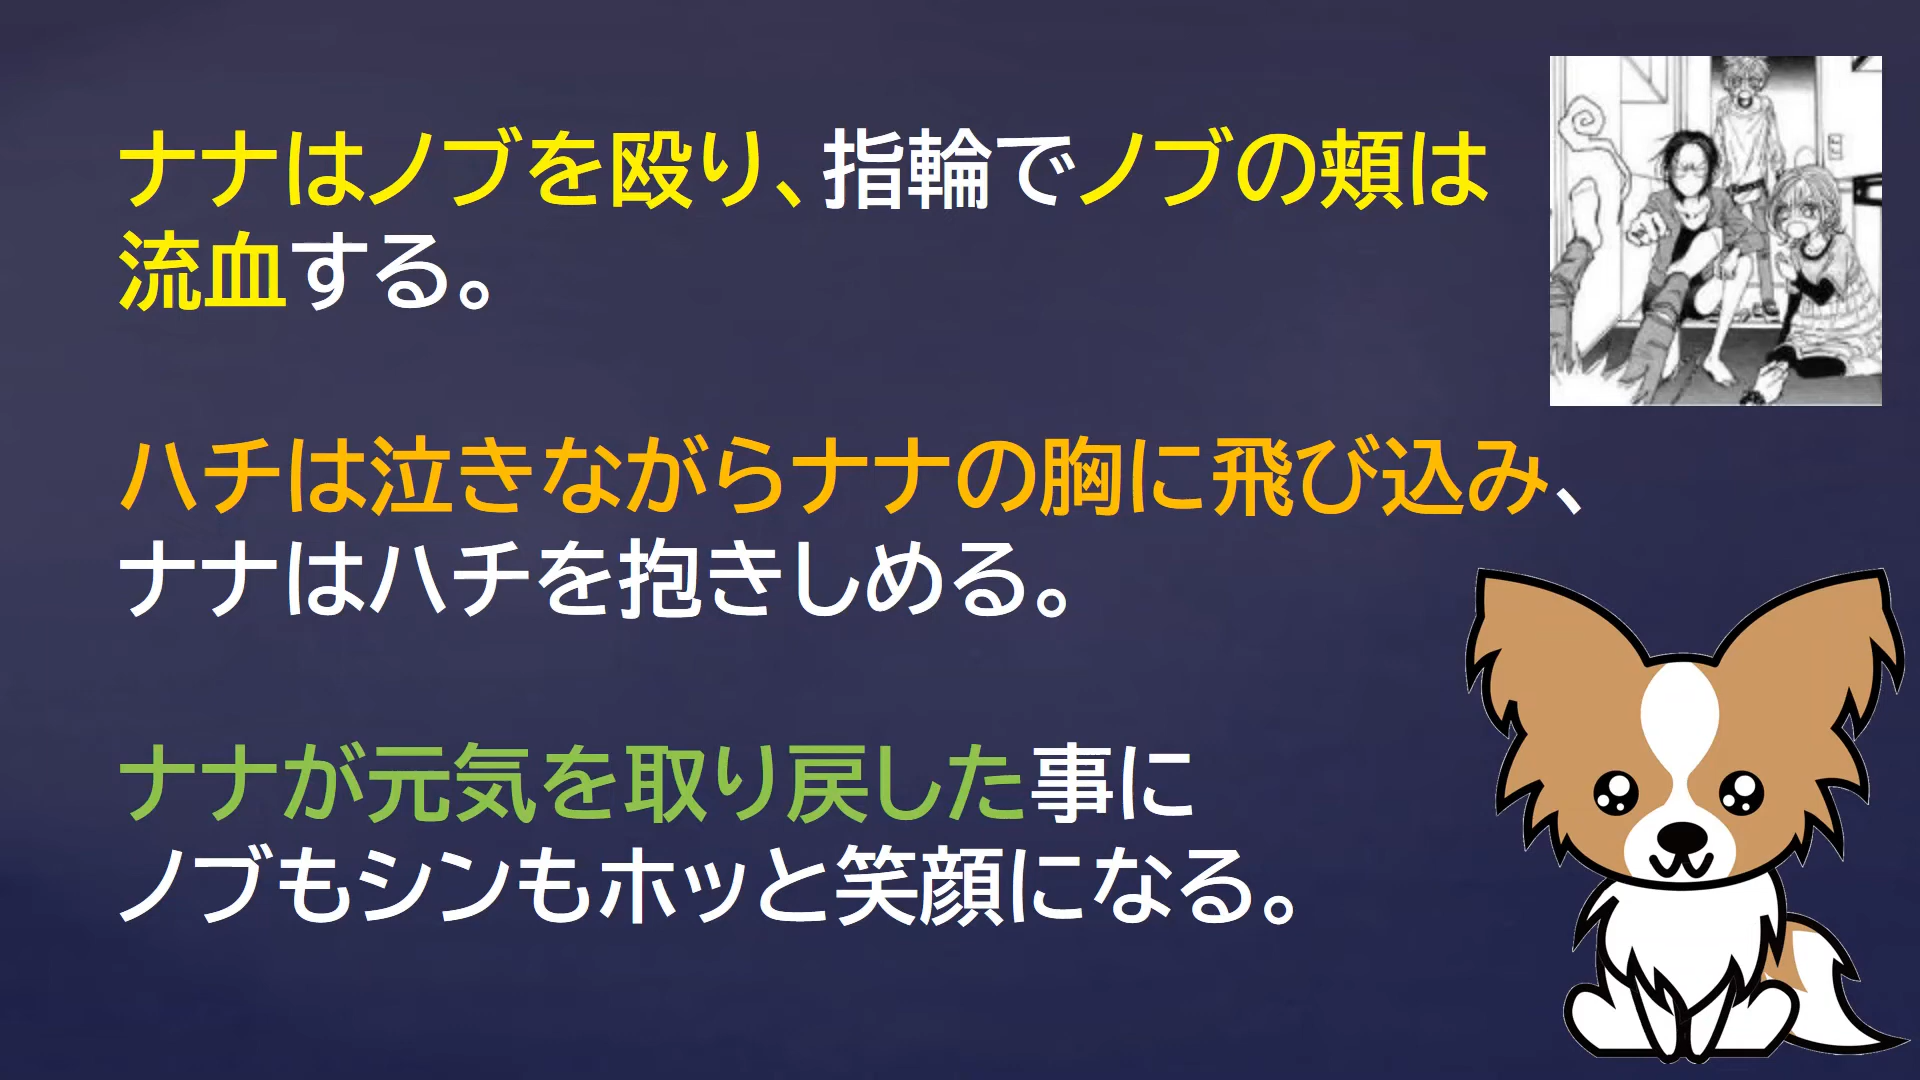 ナナはノブを殴り、指輪でノブの頬は
流血する。
ハチは泣きながらナナの胸に飛び込み、
ナナはハチを抱きしめる。
ナナが元気を取り戻した事に
ノブもシンもホッと笑顔になる。